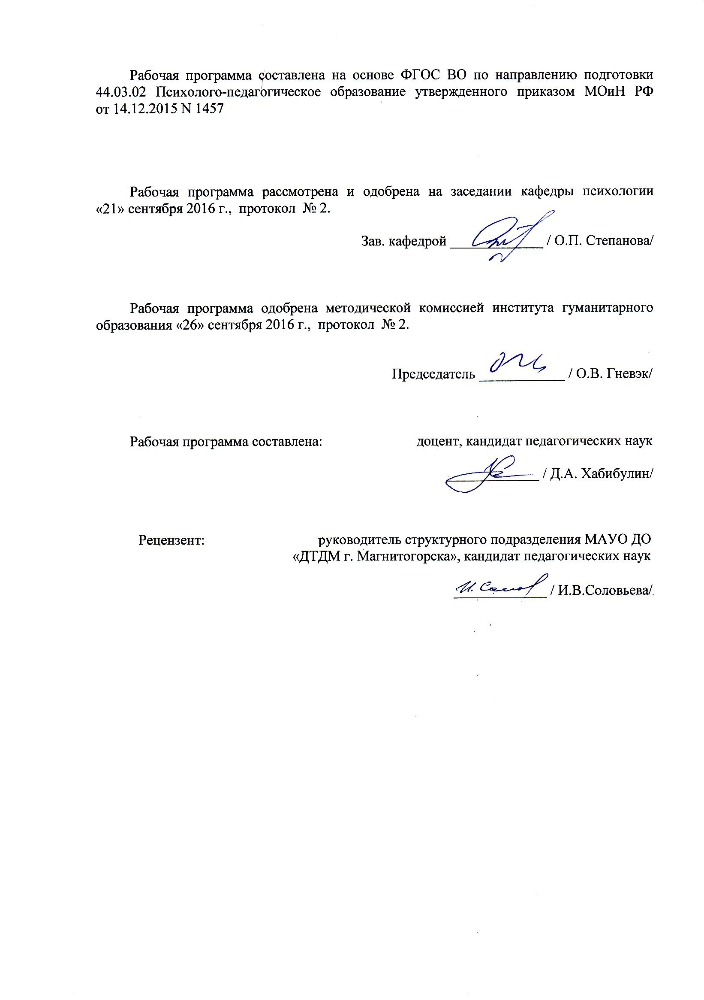 Рабочая программа составлена на основе ФГОС ВО по направлению подготовки
44.03.02 Психолого-педагогическое образование утвержденного приказом МОиН РФ
от 14.12.2015 N 1457
Рабочая программа рассмотрена и одобрена на заседании кафедры психологии
«21» сентября 2016 г., протокол № 2.
Зав. кафедрой _____________ / О.П. Степанова/
Рабочая программа одобрена методической комиссией института гуманитарного
образования «26» сентября 2016 г., протокол № 2.
Председатель ____________ / О.В. Гневэк/
Рабочая программа составлена: доцент, кандидат педагогических наук
_____________ / Д.А. Хабибулин/
Рецензент: руководитель структурного подразделения МАУО ДО
«ДТДМ г. Магнитогорска», кандидат педагогических наук
_____________ / И.В.Соловьева/